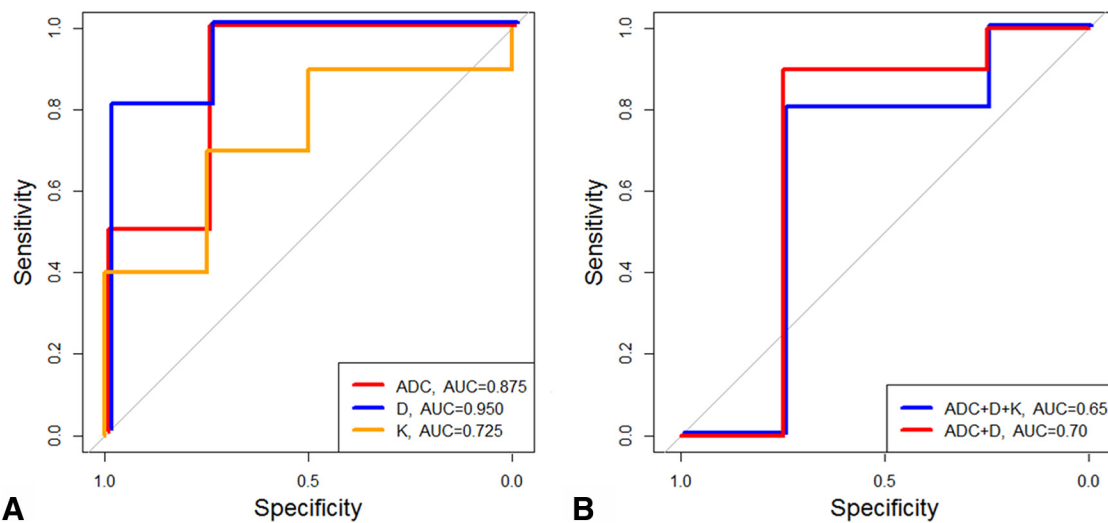 1.0
0.8
0.6
0.4
0.2
0.0
Sensitivity
1.0 0.5 0.0
Specificity
ADC, AUC=0.875
D, AUC=0.950
K, AUC=0.725
A
1.0
0.8
0.6
0.4
0.2
0.0
Sensitivity
1.0 0.5 0.0
Specificity
ADC+D+K, AUC=0.65
ADC+D, AUC=0.70
B